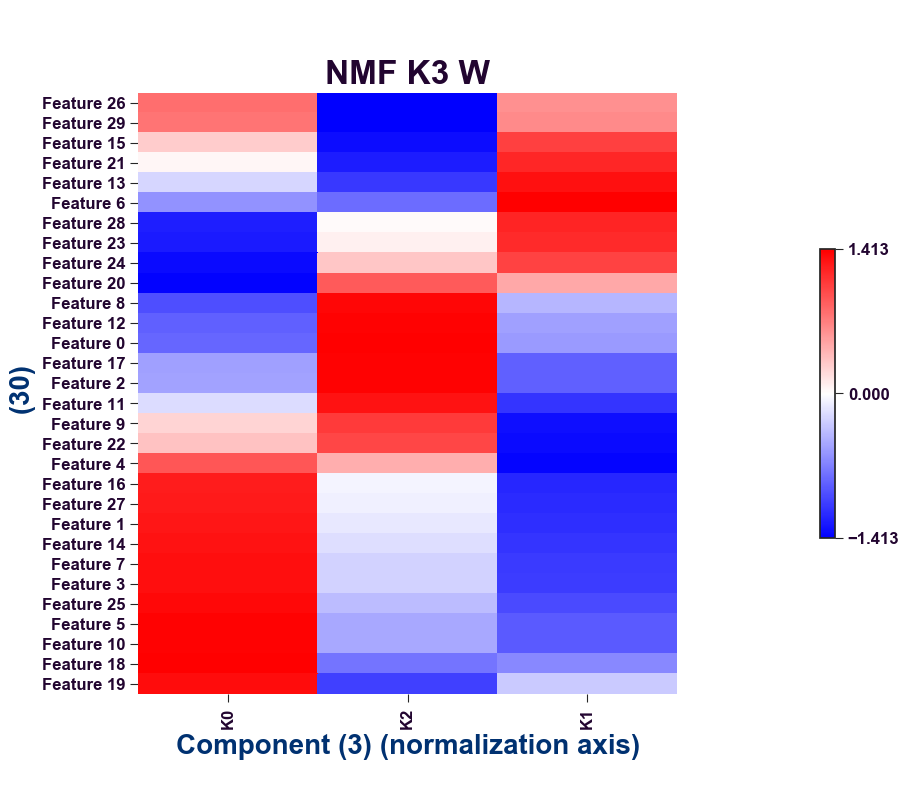 NMF K3 W
Feature 26
Feature 29
Feature 15
Feature 21
Feature 13
Feature 6
Feature 28
Feature 23
Feature 24
Feature 20
Feature 8
Feature 12
Feature 0
Feature 17
Feature 2
Feature 11
Feature 9
Feature 22
Feature 4
Feature 16
Feature 27
Feature 1
Feature 14
Feature 7
Feature 3
Feature 25
Feature 5
Feature 10
Feature 18
Feature 19
(30)
K0
K2
K1
Component (3) (normalization axis)
1.413
0.000
−1.413